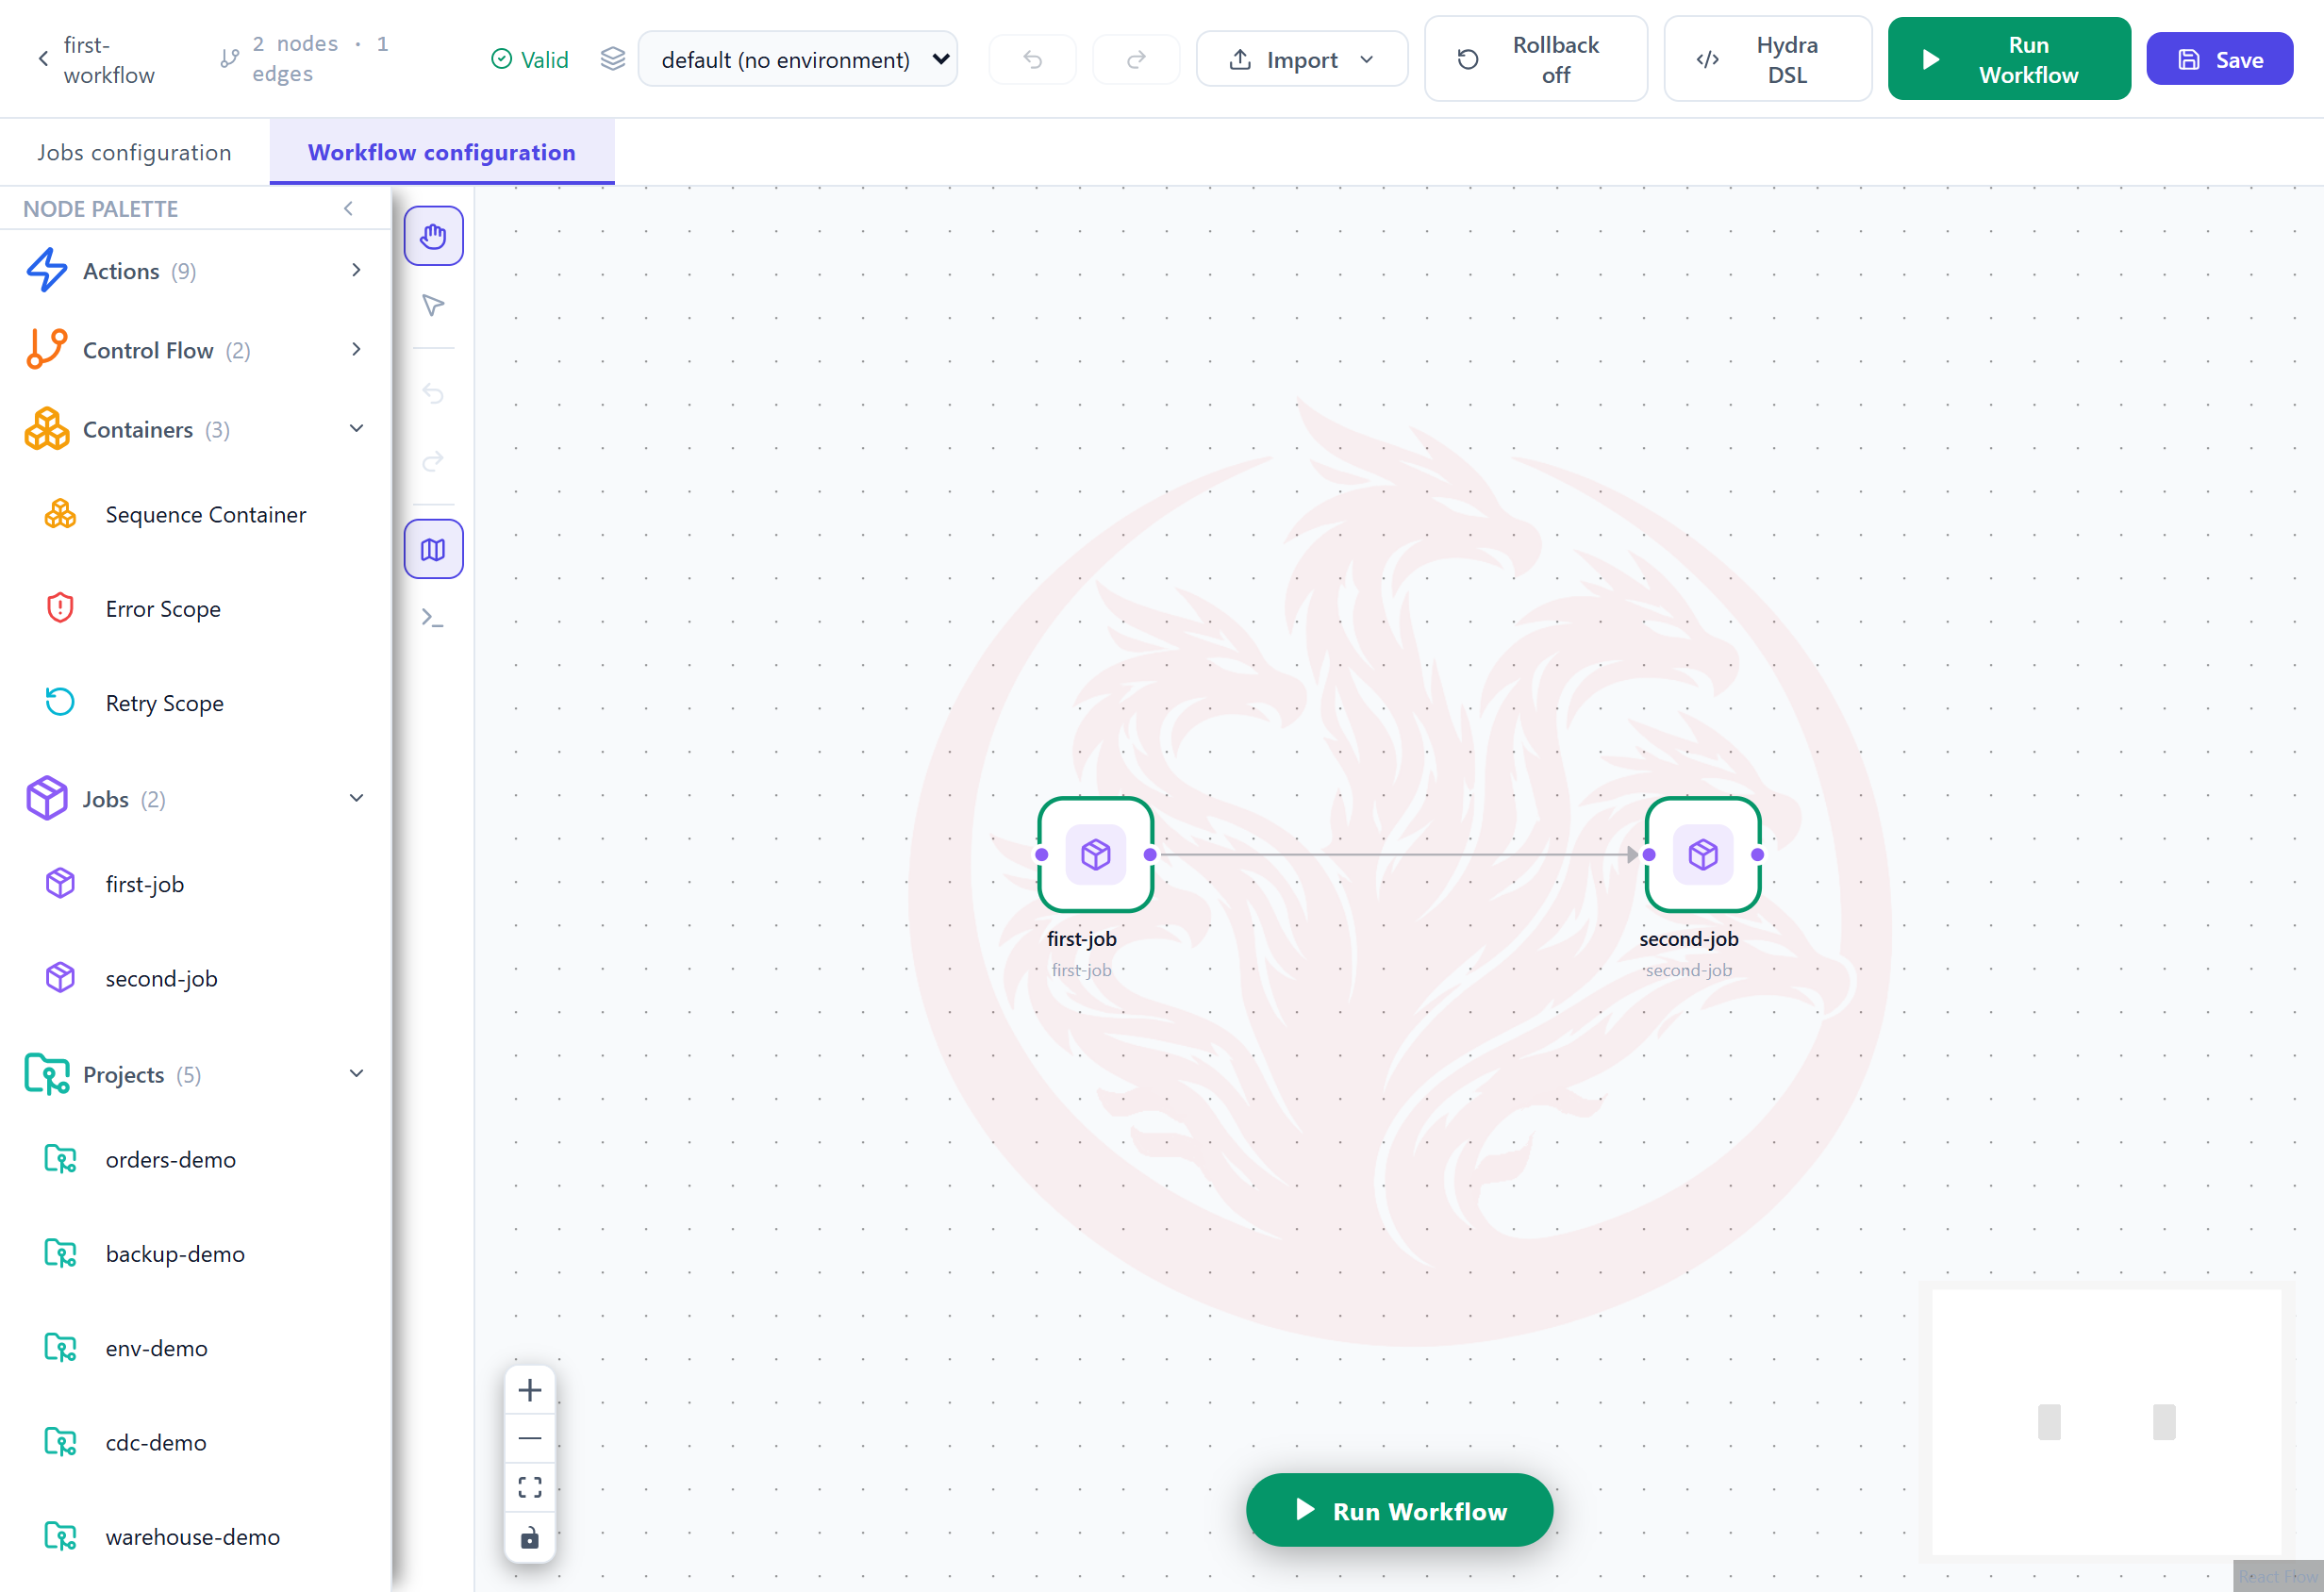 first-
workflow
2 nodes · 1
edges
Valid
default (no environment)
Import
Rollback
off
Hydra
DSL
Run
Workflow
Save
Jobs configuration
Workflow configuration
NODE PALETTE
Actions (9)
Control Flow (2)
Containers (3)
Sequence Container
Error Scope
Retry Scope
Jobs (2)
first-job
second-job
Projects (5)
orders-demo
backup-demo
env-demo
cdc-demo
warehouse-demo
first-job
first-job
second-job
second-job
Run Workflow
React Flow